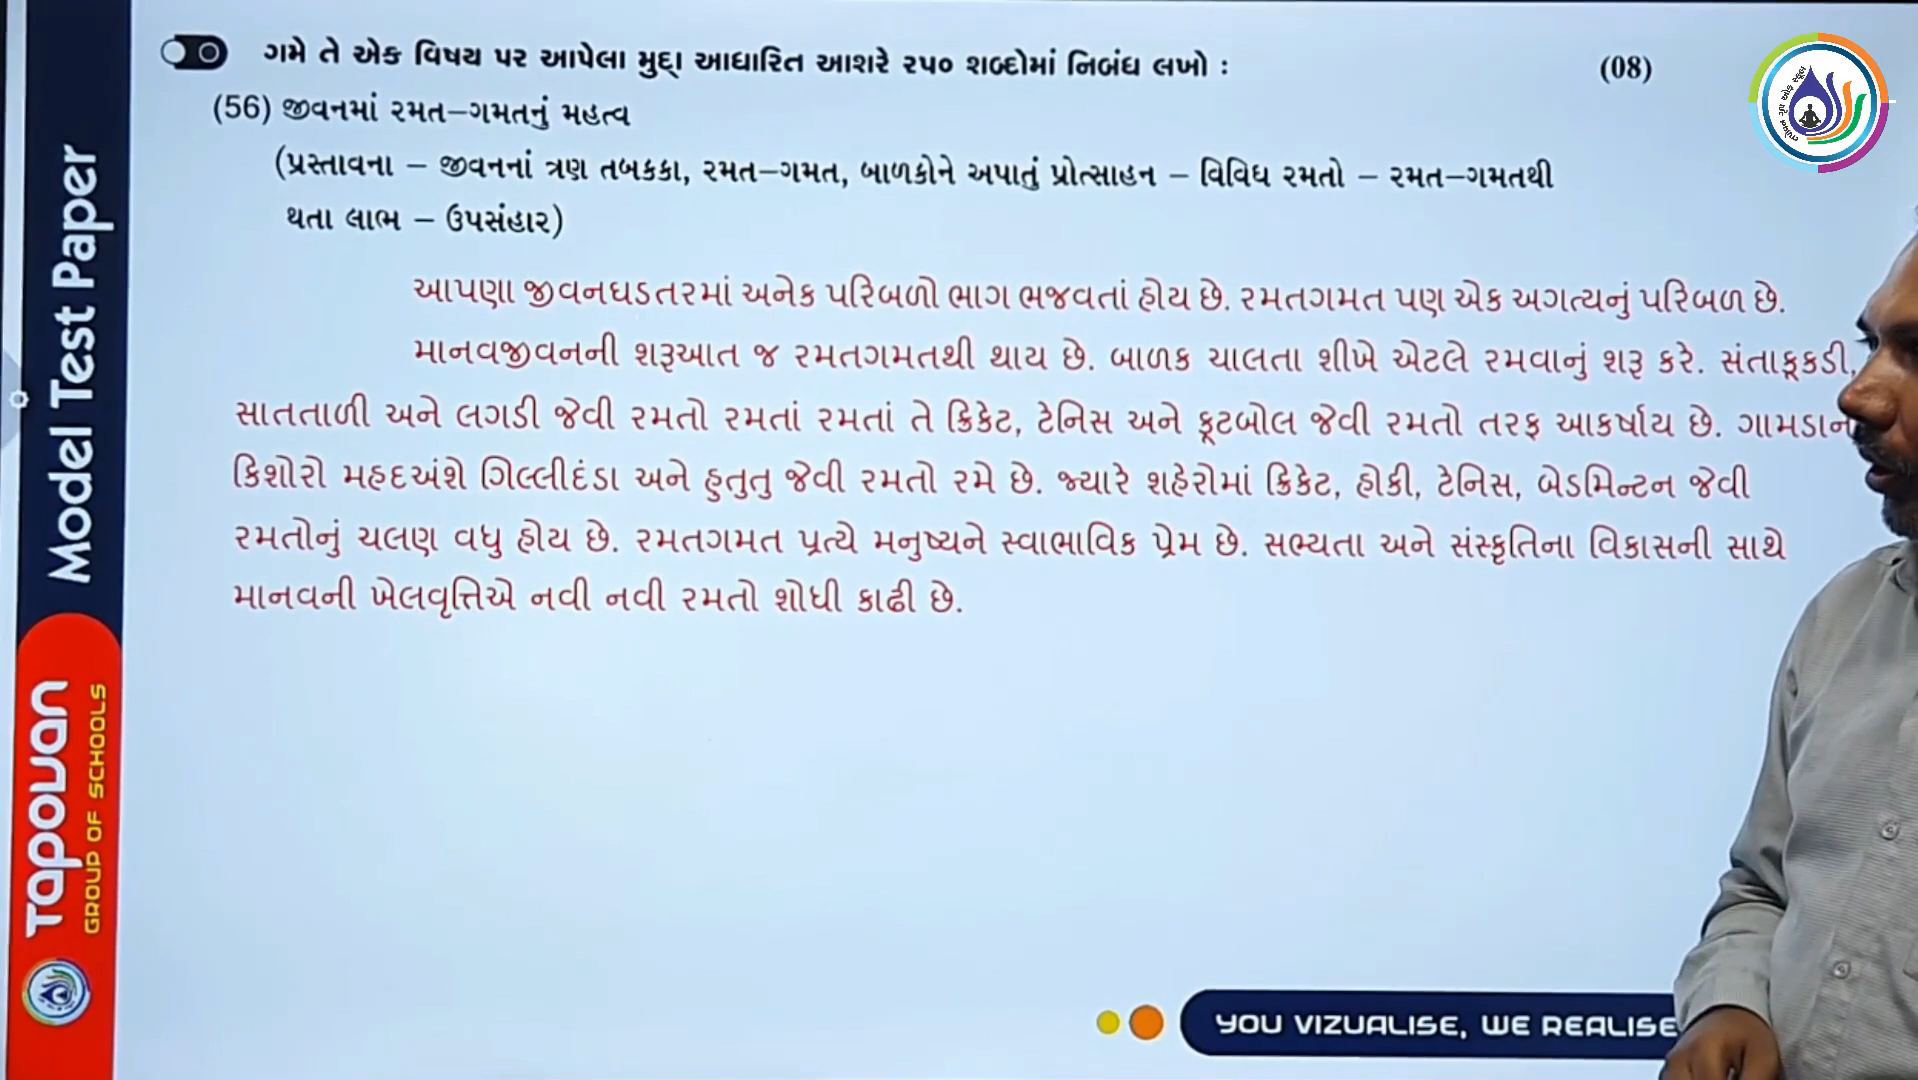 ગમે તે એક વિષય પર આપેલા મુદ્દા આધારિત આશરે ૨૫૦ શબ્દોમાં નિબંધ લખો : (08)
(56) જીવનમાં રમત–ગમતનું મહત્વ
(પ્રસ્તાવના – જીવનનાં ત્રણ તબકકા, રમત–ગમત, બાળકોને અપાતું પ્રોત્સાહન – વિવિધ રમતો – રમત–ગમતથી
થતા લાભ – ઉપસંહાર)
આપણા જીવનઘડતરમાં અનેક પરિબળો ભાગ ભજવતાં હોય છે. રમતગમત પણ એક અગત્યનું પરિબળ છે.
માનવજીવનની શરૂઆત જ રમતગમતથી થાય છે. બાળક ચાલતા શીખે એટલે રમવાનું શરૂ કરે. સંતાકૂકડી,
સાતતાળી અને લગડી જેવી રમતો રમતાં રમતાં તે ક્રિકેટ, ટેનિસ અને ફૂટબોલ જેવી રમતો તરફ આકર્ષાય છે.
કિશોરો મહદઅંશે ગિલ્લીદંડા અને હુતુતુ જેવી રમતો રમે છે. જ્યારે શહેરોમાં ક્રિકેટ, હોકી, ટેનિસ, બેડમિન્ટન જેવી
રમતોનું ચલણ વધુ હોય છે. રમતગમત પ્રત્યે મનુષ્યને સ્વાભાવિક પ્રેમ છે. સભ્યતા અને સંસ્કૃતિના વિકાસની સાથે
માનવની ખેલવૃત્તિએ નવી નવી રમતો શોધી કાઢી છે.
Model Test Paper
TAPOVAN
GROUP OF SCHOOLS
YOU VIZUALISE, WE REALISE